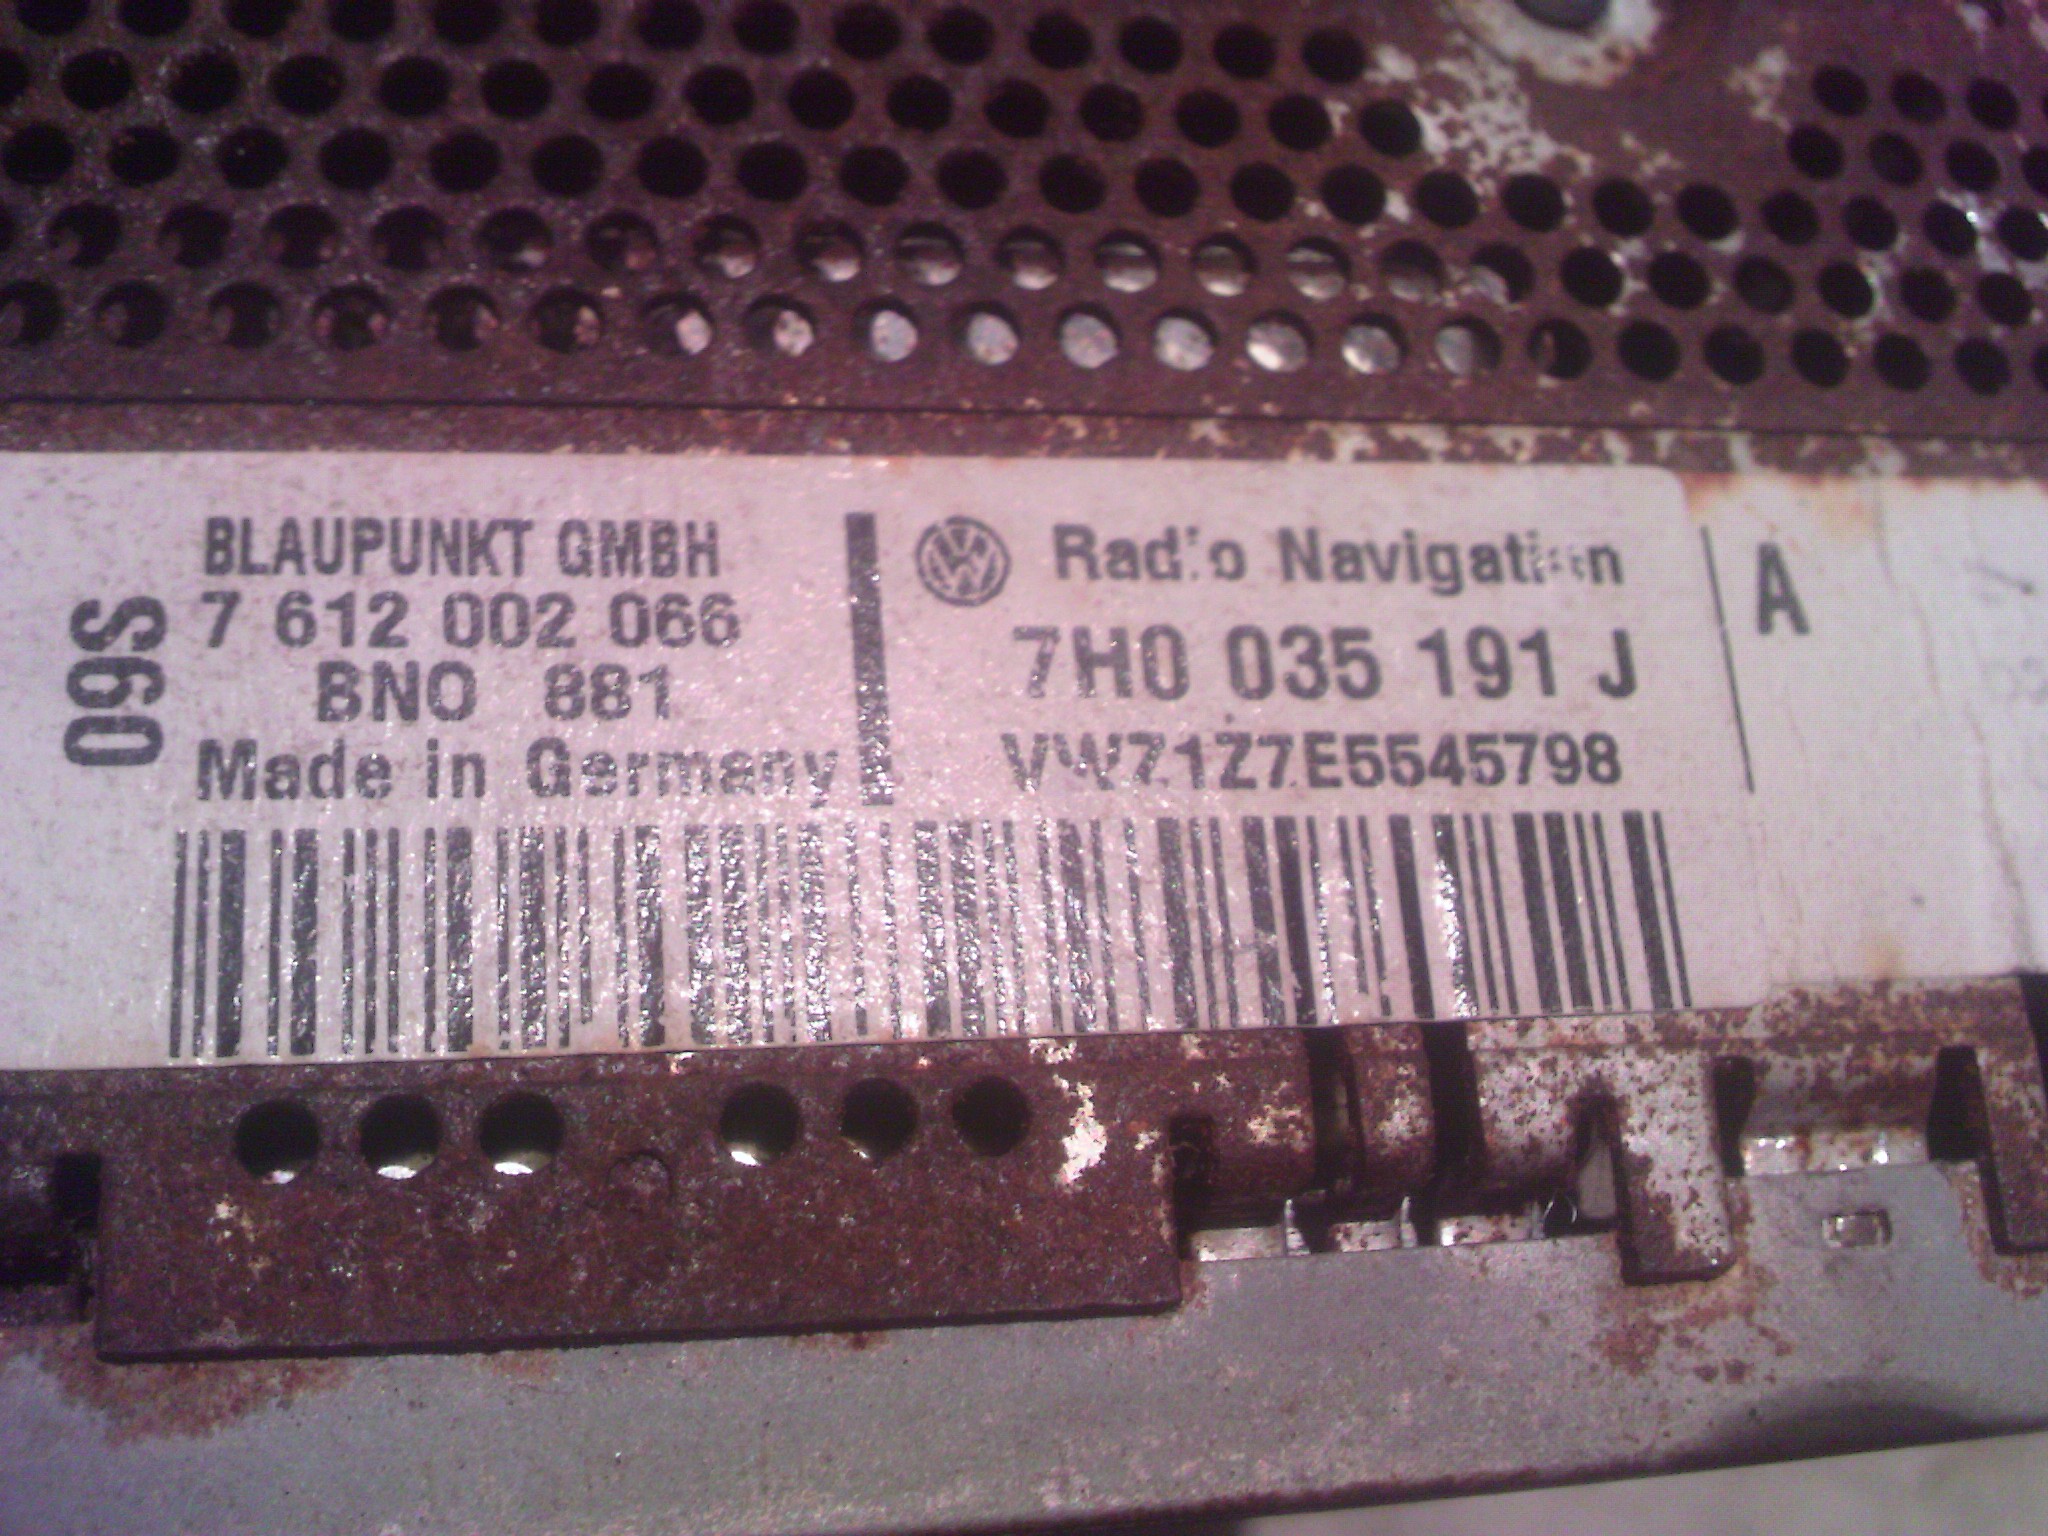 09S
BLAUPUNKT GMBH
7 612 002 066
BNO 881
Made in Germany
Radio Navigation
7H0 035 191 J
VWZ1Z7E5545798
A